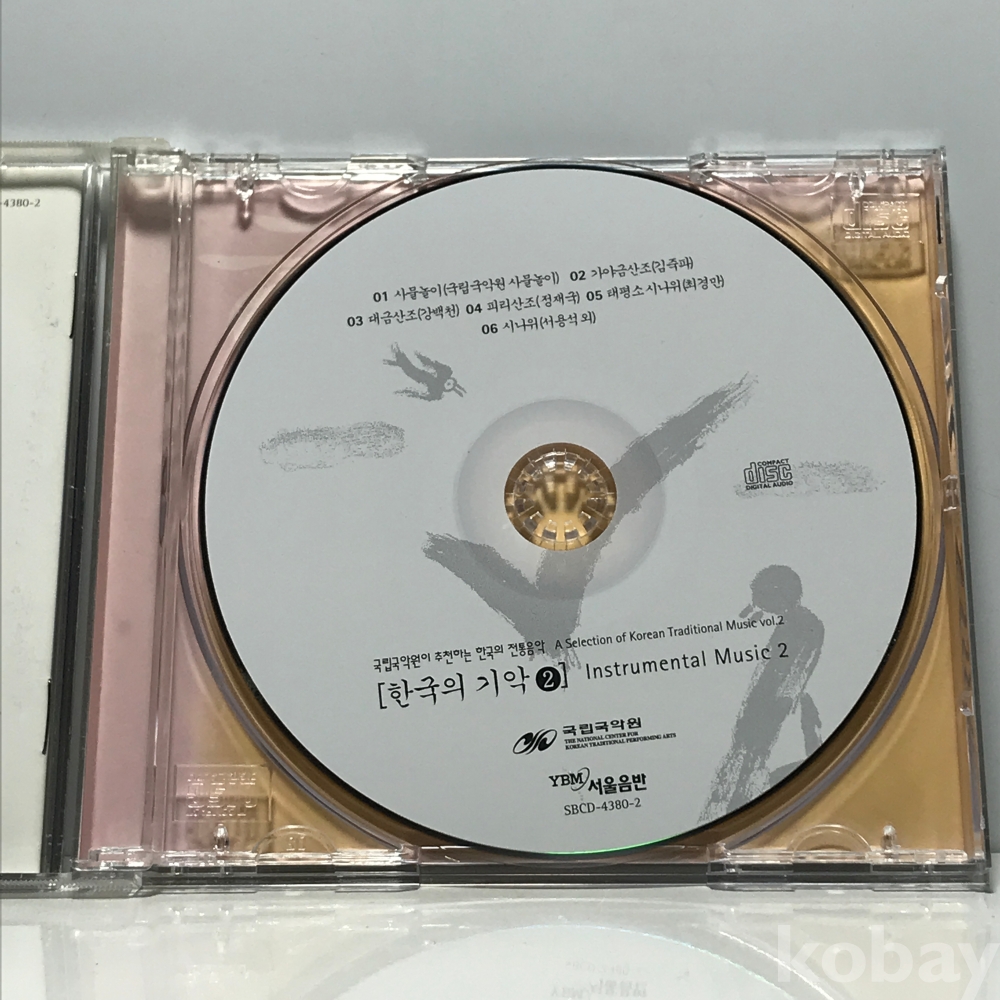 -4380-2
COMPACT
disc
DIGITAL AUDIO
01 사물놀이(국립국악원 사물놀이) 02 가야금산조(김죽파)
03 대금산조(강백천) 04 피리산조(정재국) 05 태평소 시나위(최경만)
06 시나위(서용석 외)
COMPACT
disc
DIGITAL AUDIO
국립국악원이 추천하는 한국의 전통음악 A Selection of Korean Traditional Music vol.2
[한국의 기악 2] Instrumental Music 2
국립국악원
THE NATIONAL CENTER FOR
KOREAN TRADITIONAL PERFORMING ARTS
YBM 서울음반
SBCD-4380-2
kobay